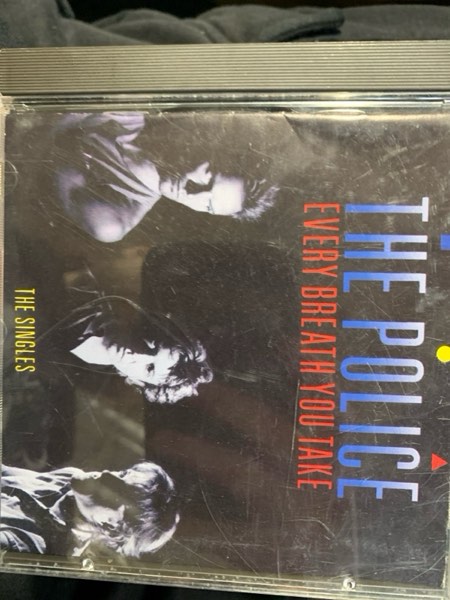 THE POLICE
EVERY BREATH YOU TAKE
THE SINGLES